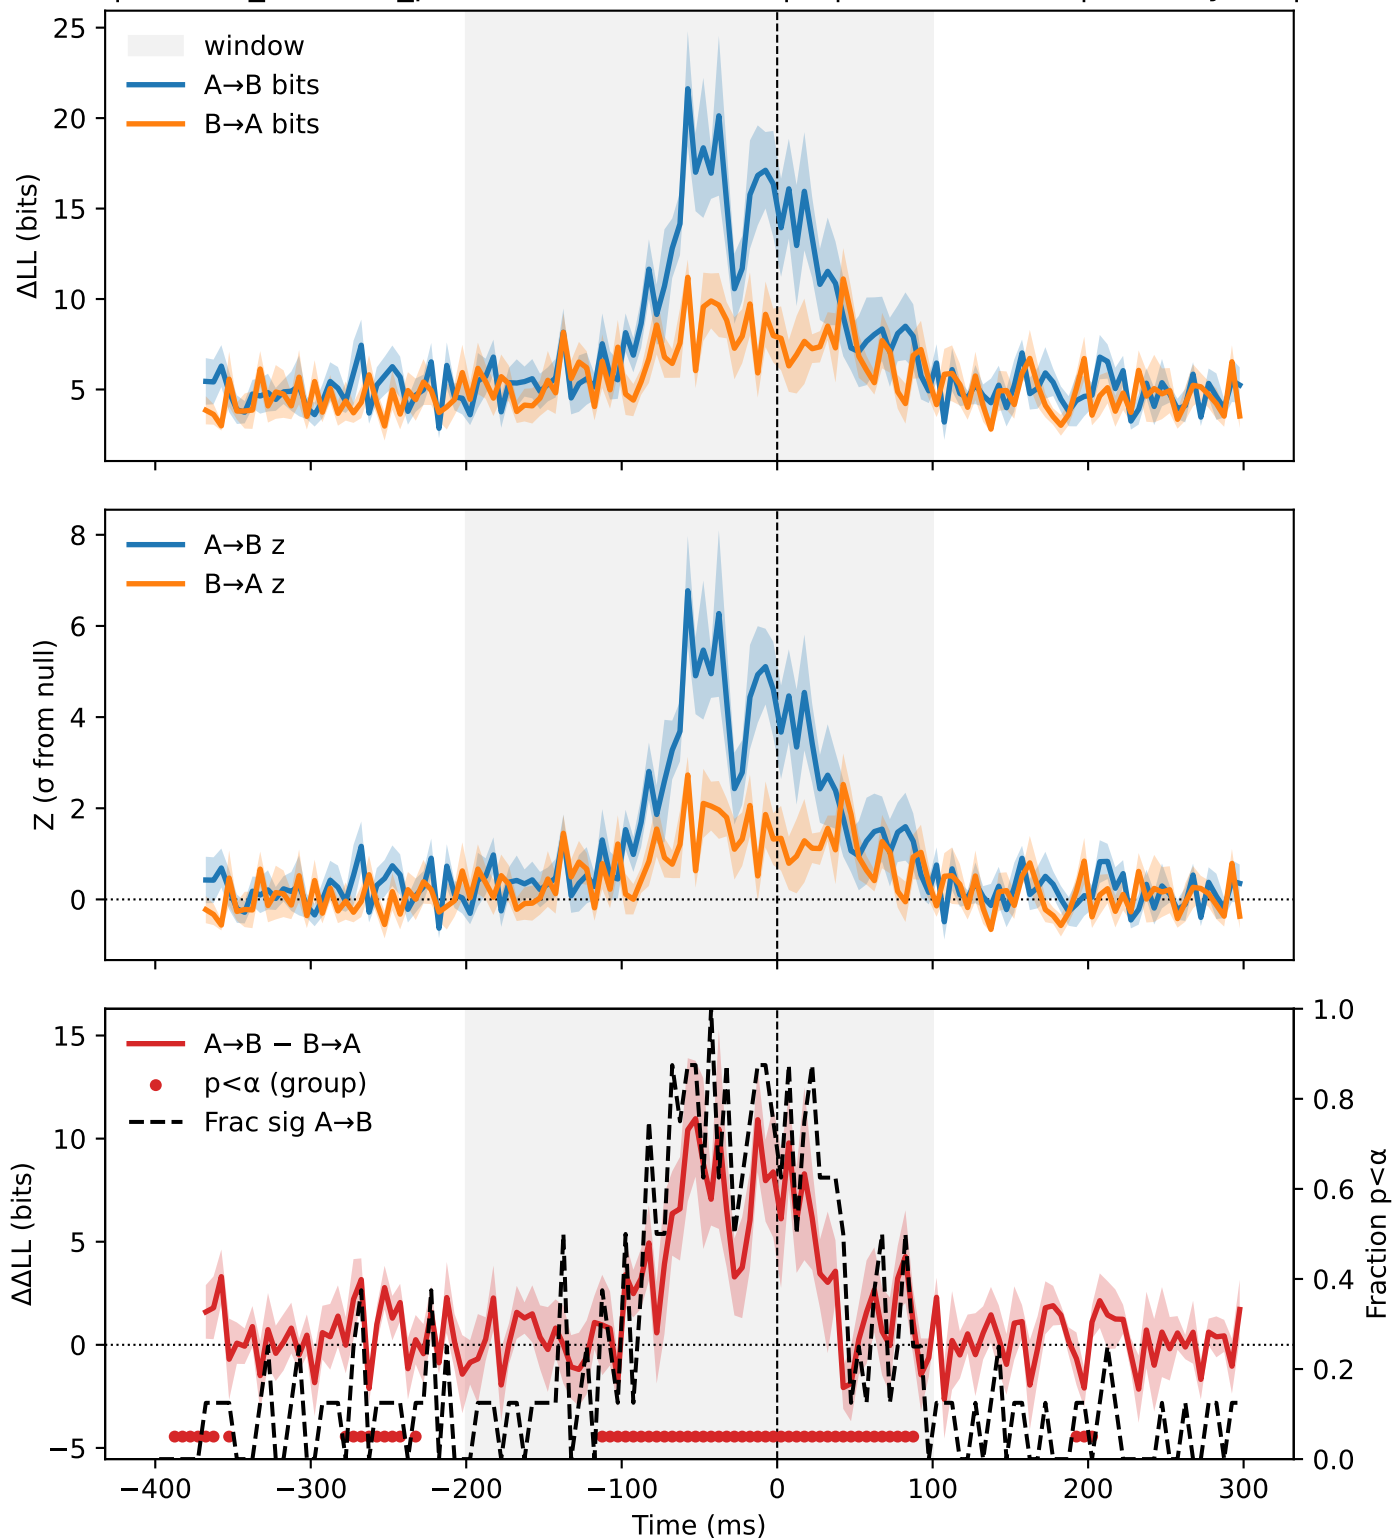 25
20
15
10
5
ΔLL (bits)
window
A→B bits
B→A bits
8
6
4
2
0
Z (σ from null)
A→B z
B→A z
15
10
5
0
−5
ΔΔLL (bits)
A→B − B→A
p<α (group)
Frac sig A→B
1.0
0.8
0.6
0.4
0.2
0.0
Fraction p<α
−400 −300 −200 −100 0 100 200 300
Time (ms)